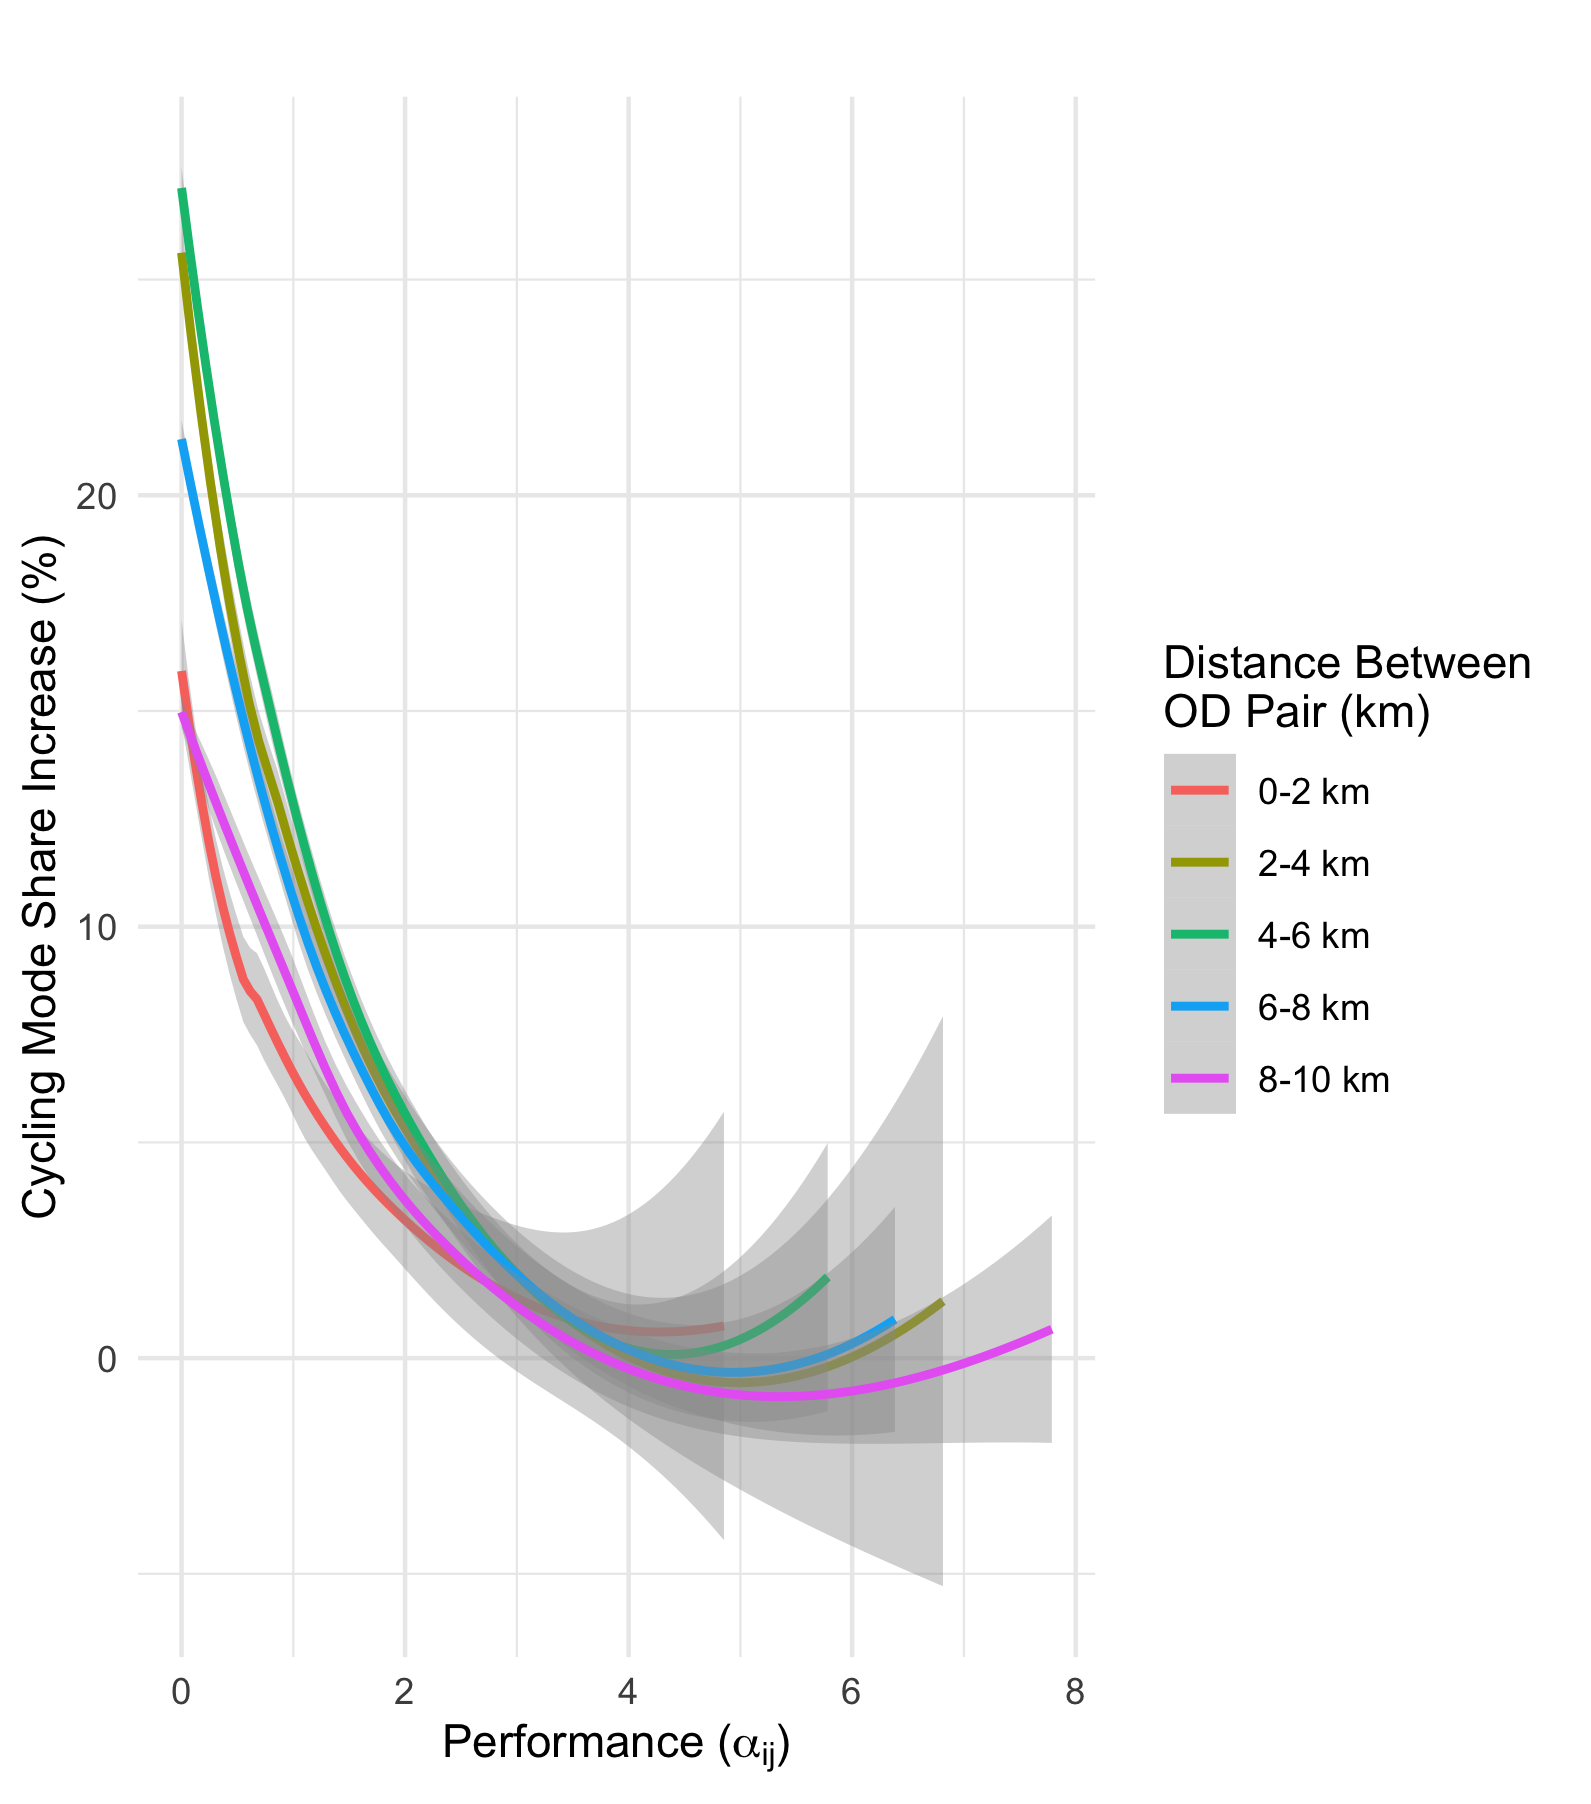 Cycling Mode Share Increase (%)
20
10
0
0 2 4 6 8
Performance (αij)
Distance Between
OD Pair (km)
0-2 km
2-4 km
4-6 km
6-8 km
8-10 km